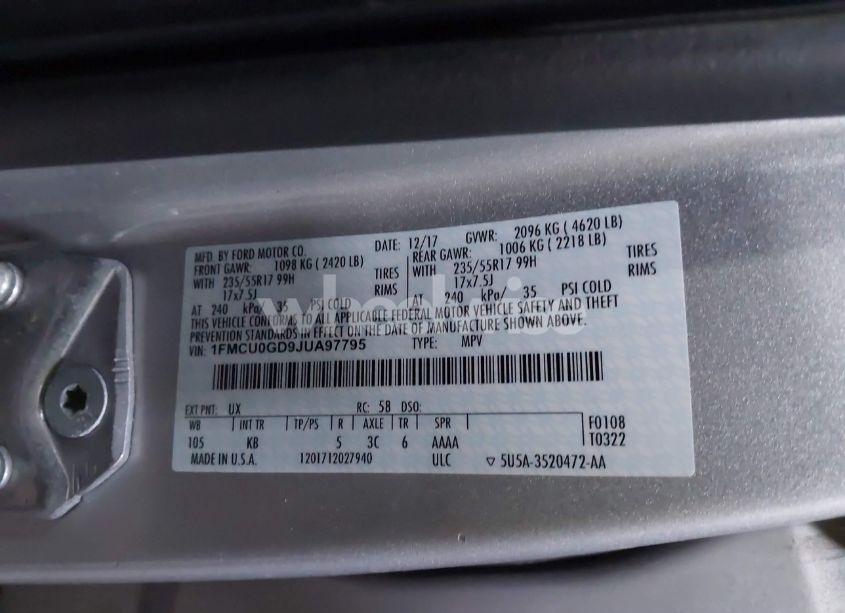 MFD. BY FORD MOTOR CO. DATE: 12/17 GVWR: 2096 KG ( 4620 LB)
FRONT GAWR: 1098 KG ( 2420 LB) REAR GAWR: 1006 KG ( 2218 LB)
WITH 235/55R17 99H TIRES WITH 235/55R17 99H TIRES
17x7.5J RIMS 17x7.5J RIMS
AT 240 kPa/ 35 PSI COLD AT 240 kPa/ 35 PSI COLD
THIS VEHICLE CONFORMS TO ALL APPLICABLE FEDERAL MOTOR VEHICLE SAFETY AND THEFT
PREVENTION STANDARDS IN EFFECT ON THE DATE OF MANUFACTURE SHOWN ABOVE.
VIN: 1FMCU0GD9JUA97795 TYPE: MPV
EXT PNT: UX RC: 58 DSO:
WB INT TR TP/PS R AXLE TR SPR F0108
105 KB 5 3C 6 AAAA T0322
MADE IN U.S.A. 1201712027940 ULC ▽ 5U5A-3520472-AA